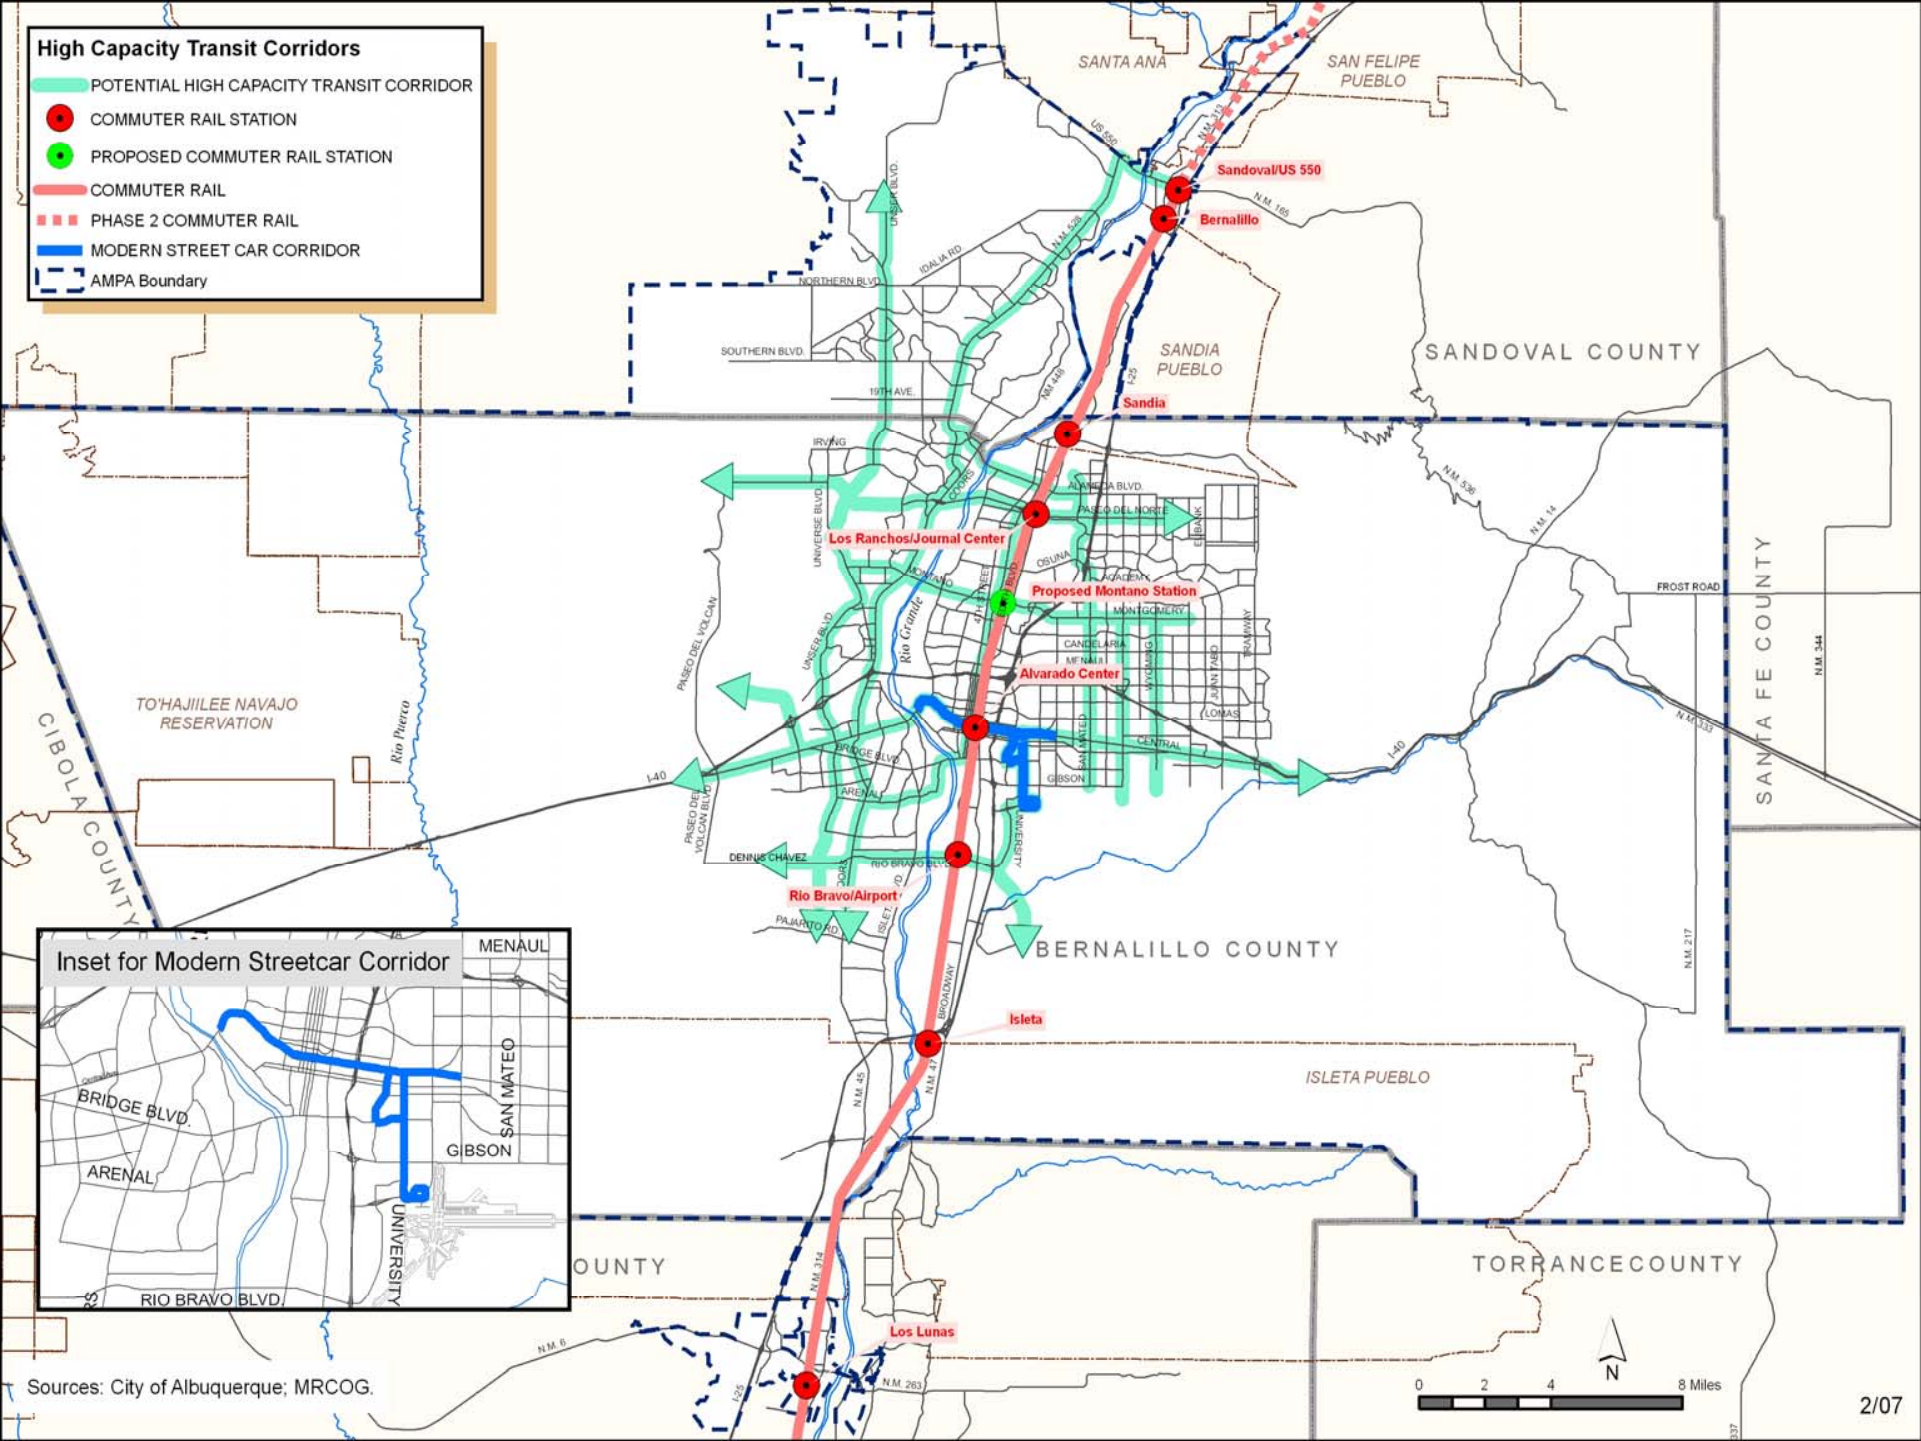 High Capacity Transit Corridors
POTENTIAL HIGH CAPACITY TRANSIT CORRIDOR
COMMUTER RAIL STATION
PROPOSED COMMUTER RAIL STATION
COMMUTER RAIL
PHASE 2 COMMUTER RAIL
MODERN STREET CAR CORRIDOR
AMPA Boundary
SANTA ANA
SAN FELIPE
PUEBLO
US 550
N.M. 313
Sandoval/US 550
N.M. 165
Bernalillo
UNSER BLVD.
N.M. 528
IDALIA RD
NORTHERN BLVD.
SOUTHERN BLVD.
SANDIA
PUEBLO
SANDOVAL COUNTY
19TH AVE.
NM 448
I-25
Sandia
IRVING
COORS
N.M. 536
N.M. 14
ALAMEDA BLVD.
PASEO DEL NORTE
EUBANK
UNIVERSE BLVD.
Los Ranchos/Journal Center
OSUNA
MONTANO
ACADEMY
4TH STREET
BLVD.
Proposed Montano Station
MONTGOMERY
FROST ROAD
SANTA FE COUNTY
PASEO DEL VOLCAN
UNSER BLVD.
Rio Grande
CANDELARIA
MENAUL
WYOMING
JUAN TABO
TRAMWAY
N.M. 344
Alvarado Center
TO'HAJIILEE NAVAJO
RESERVATION
Rio Puerco
LOMAS
N.M. 333
SAN MATEO
CENTRAL
BRIDGE BLVD.
I-40
I-40
GIBSON
CIBOLA COUNTY
ARENAL
PASEO DEL
VOLCAN BLVD
UNIVERSITY
DENNIS CHAVEZ
RIO BRAVO BLVD.
Rio Bravo/Airport
PAJARITO RD.
BERNALILLO COUNTY
N.M. 217
BROADWAY
Isleta
N.M. 45
N.M. 47
ISLETA PUEBLO
Inset for Modern Streetcar Corridor
MENAUL
SAN MATEO
BRIDGE BLVD.
GIBSON
ARENAL
UNIVERSITY
RIO BRAVO BLVD.
RS
OUNTY
N.M. 314
TORRANCE COUNTY
Los Lunas
N.M. 6
N.M. 263
I-25
Sources: City of Albuquerque; MRCOG.
N
0 2 4 8 Miles
2/07
337